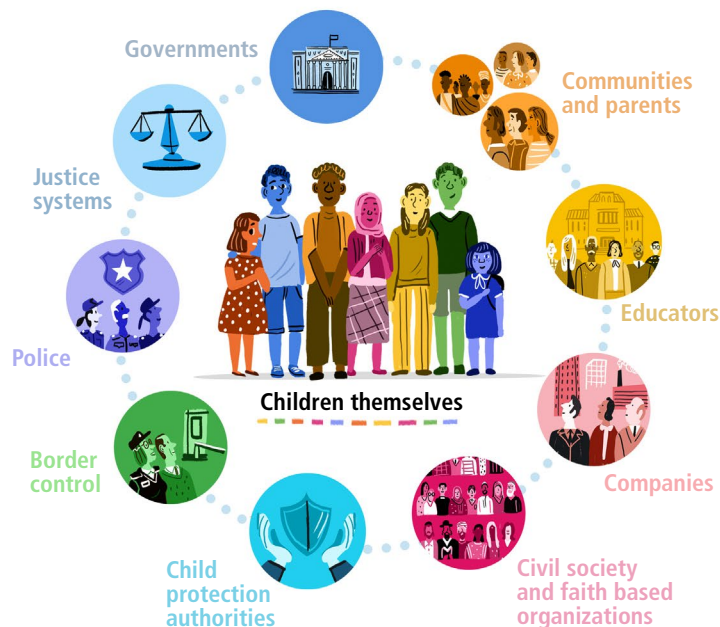 Governments
Communities
and parents
Justice
systems
Educators
Police
Children themselves
Border
control
Companies
Child
protection
authorities
Civil society
and faith based
organizations